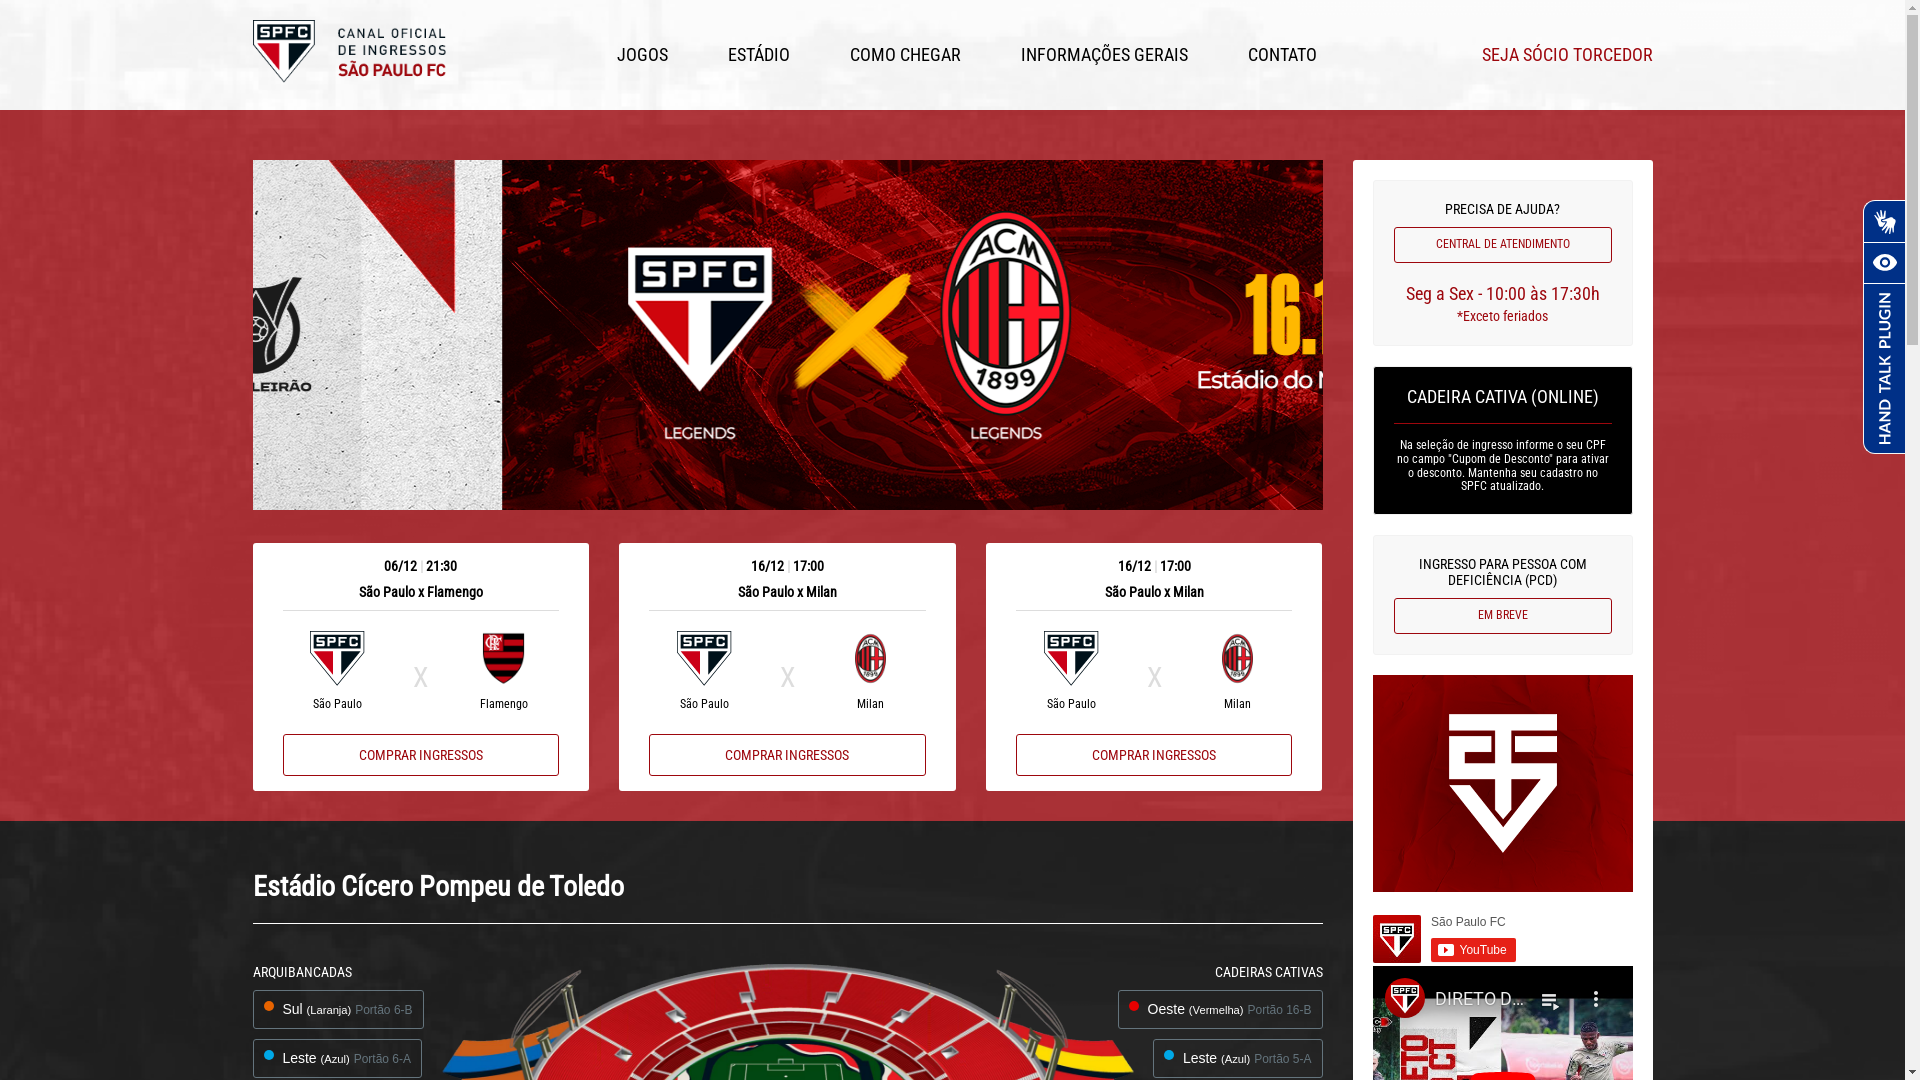 SPFC
CANAL OFICIAL
DE INGRESSOS
SÃO PAULO FC
JOGOS
ESTÁDIO
COMO CHEGAR
INFORMAÇÕES GERAIS
CONTATO
SEJA SÓCIO TORCEDOR
LEIRÃO
SPFC
LEGENDS
ACM
1899
LEGENDS
16.1
Estádio do M
06/12 | 21:30
São Paulo x Flamengo
SPFC
X
São Paulo
Flamengo
COMPRAR INGRESSOS
16/12 | 17:00
São Paulo x Milan
SPFC
X
São Paulo
Milan
COMPRAR INGRESSOS
16/12 | 17:00
São Paulo x Milan
SPFC
X
São Paulo
Milan
COMPRAR INGRESSOS
PRECISA DE AJUDA?
CENTRAL DE ATENDIMENTO
Seg a Sex - 10:00 às 17:30h
*Exceto feriados
CADEIRA CATIVA (ONLINE)
Na seleção de ingresso informe o seu CPF
no campo "Cupom de Desconto" para ativar
o desconto. Mantenha seu cadastro no
SPFC atualizado.
INGRESSO PARA PESSOA COM
DEFICIÊNCIA (PCD)
EM BREVE
HAND TALK PLUGIN
Estádio Cícero Pompeu de Toledo
ARQUIBANCADAS
Sul (Laranja) Portão 6-B
Leste (Azul) Portão 6-A
CADEIRAS CATIVAS
Oeste (Vermelha) Portão 16-B
Leste (Azul) Portão 5-A
SPFC
São Paulo FC
YouTube
SPFC
DIRETO D...